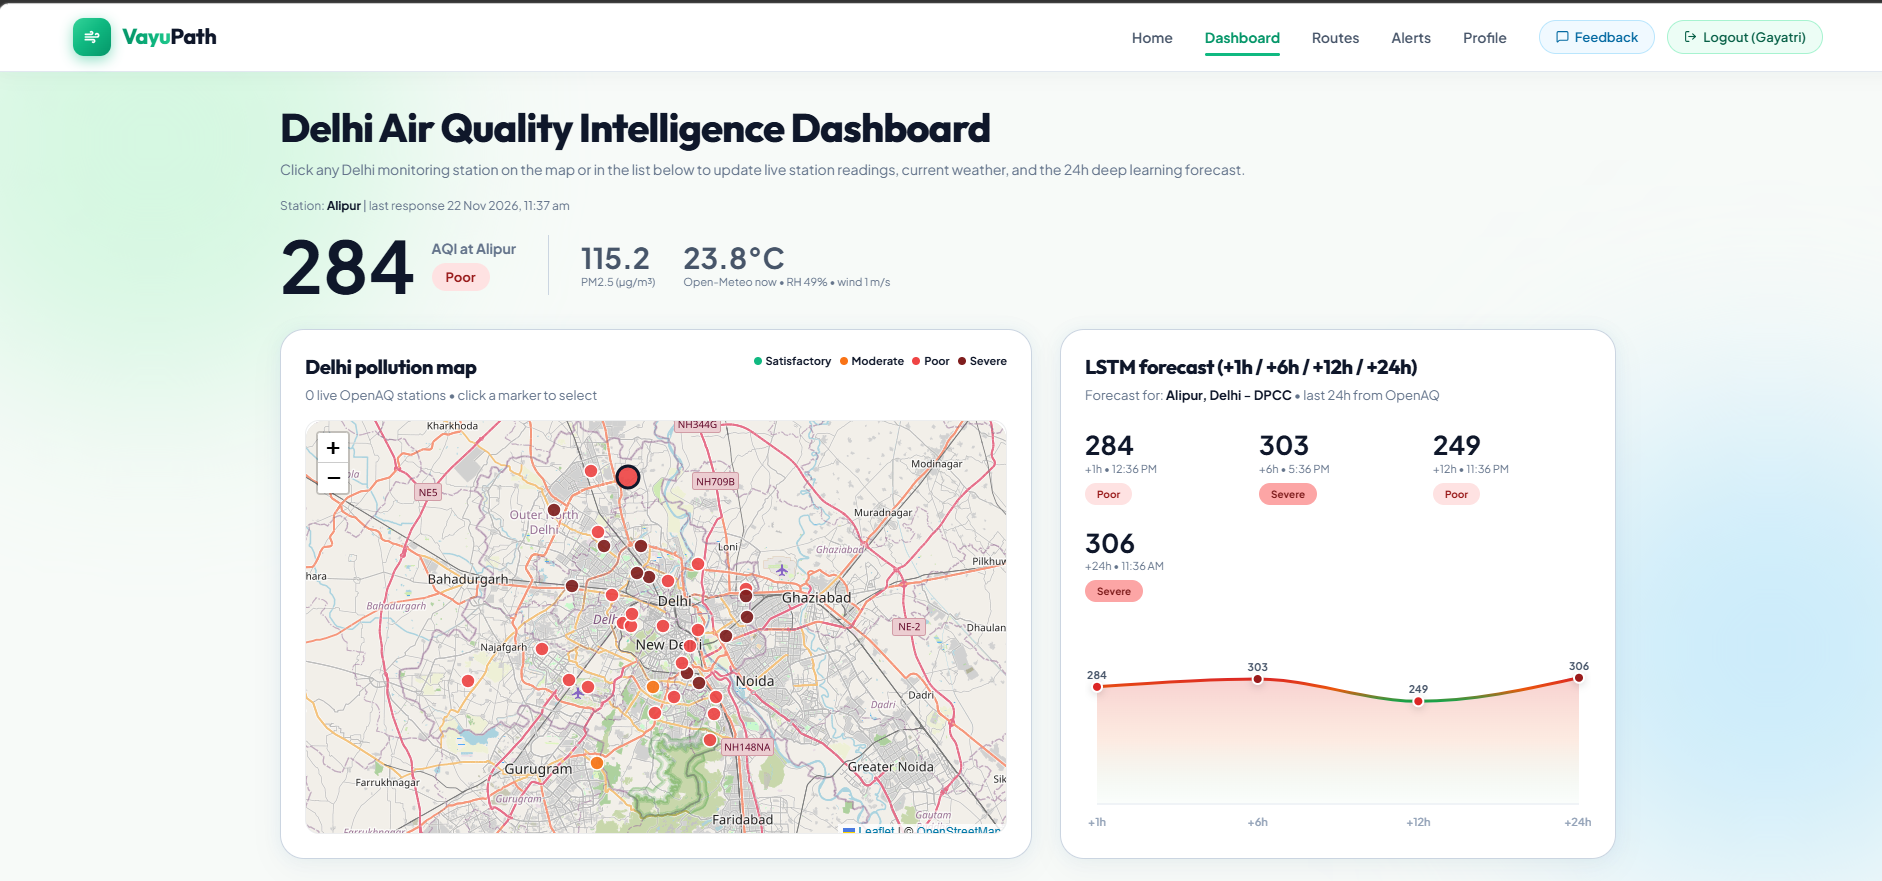 VayuPath
Home Dashboard Routes Alerts Profile Feedback Logout (Gayatri)
Delhi Air Quality Intelligence Dashboard
Click any Delhi monitoring station on the map or in the list below to update live station readings, current weather, and the 24h deep learning forecast.
Station: Alipur | last response 22 Nov 2026, 11:37 am
284 AQI at Alipur
Poor
115.2
PM2.5 (µg/m³)
23.8°C
Open-Meteo now • RH 49% • wind 1 m/s
Delhi pollution map
Satisfactory Moderate Poor Severe
0 live OpenAQ stations • click a marker to select
+
−
Kharkhoda
NH344G
Modinagar
NE5
NH709B
Outer North
Delhi
Muradnagar
Loni
Ghaziabad
Pilkhuw
hara
Bahadurgarh
Bahadurgarh
Delhi
Ghaziabad
NE-2
Dhaulan
Najafgarh
New Delhi
Noida
Dadri
Dadri
NH148NA
Gurugram
Greater Noida
Sik
Farrukhnagar
Gurugram
Faridabad
Gautam
Farrukhnagar
Leaflet | © OpenStreetMap
LSTM forecast (+1h / +6h / +12h / +24h)
Forecast for: Alipur, Delhi - DPCC • last 24h from OpenAQ
284
+1h • 12:36 PM
Poor
303
+6h • 5:36 PM
Severe
249
+12h • 11:36 PM
Poor
306
+24h • 11:36 AM
Severe
284 303 249 306
+1h +6h +12h +24h